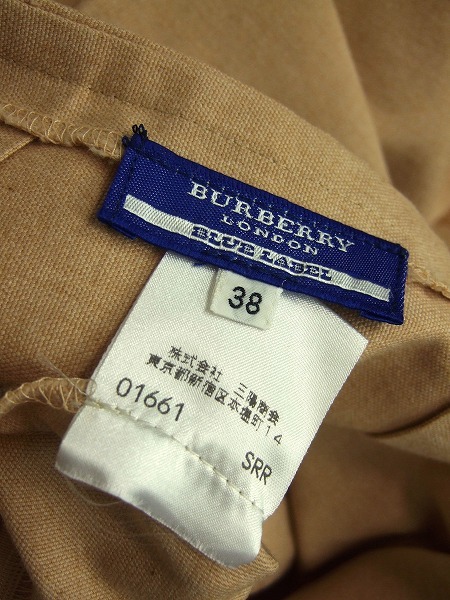 BURBERRY
LONDON
BLUE LABEL
38
株式会社 三陽商会
東京都新宿区本塩町14
01661
SRR